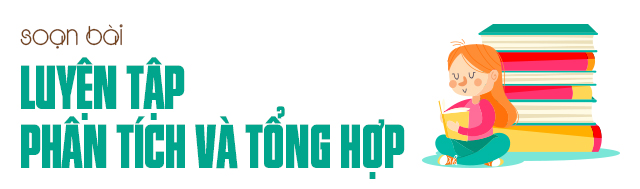 soạn bài
LUYỆN TẬP
PHÂN TÍCH VÀ TỔNG HỢP